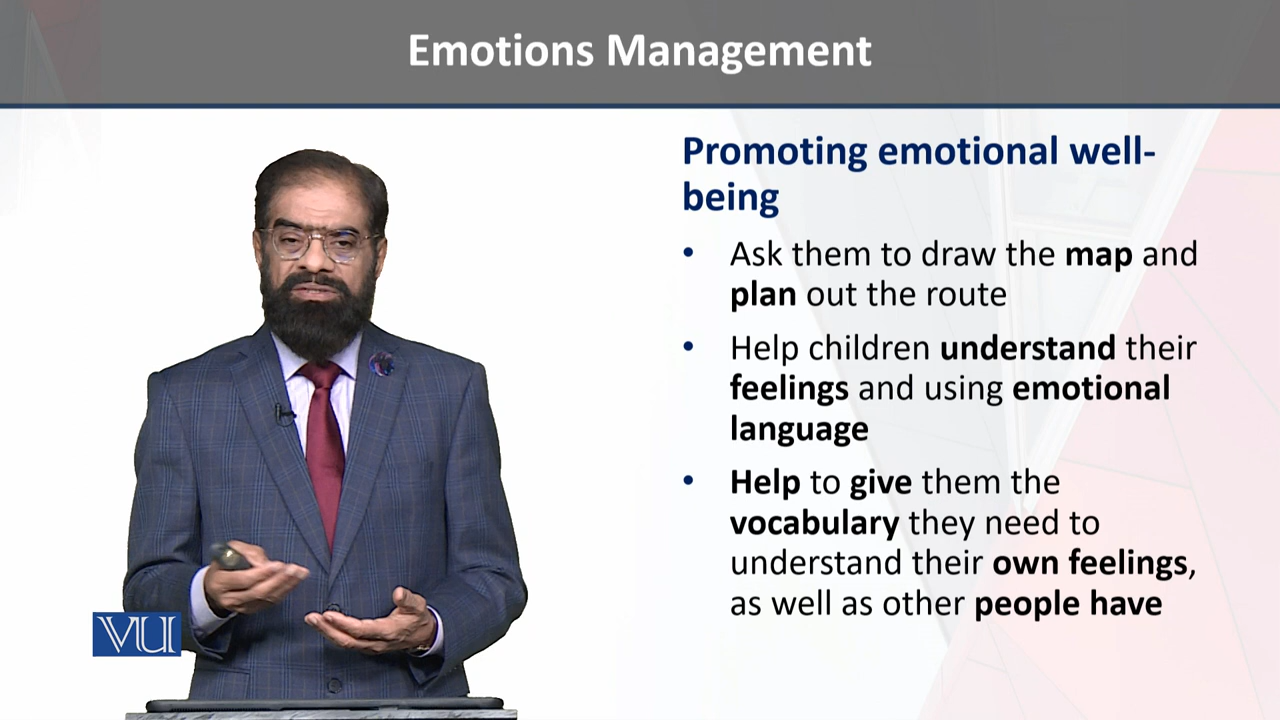 Emotions Management
Promoting emotional well-
being
• Ask them to draw the map and
plan out the route
• Help children understand their
feelings and using emotional
language
• Help to give them the
vocabulary they need to
understand their own feelings,
as well as other people have
VU